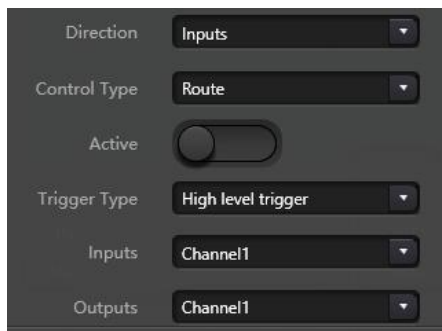 Direction Inputs
Control Type Route
Active
Trigger Type High level trigger
Inputs Channel1
Outputs Channel1